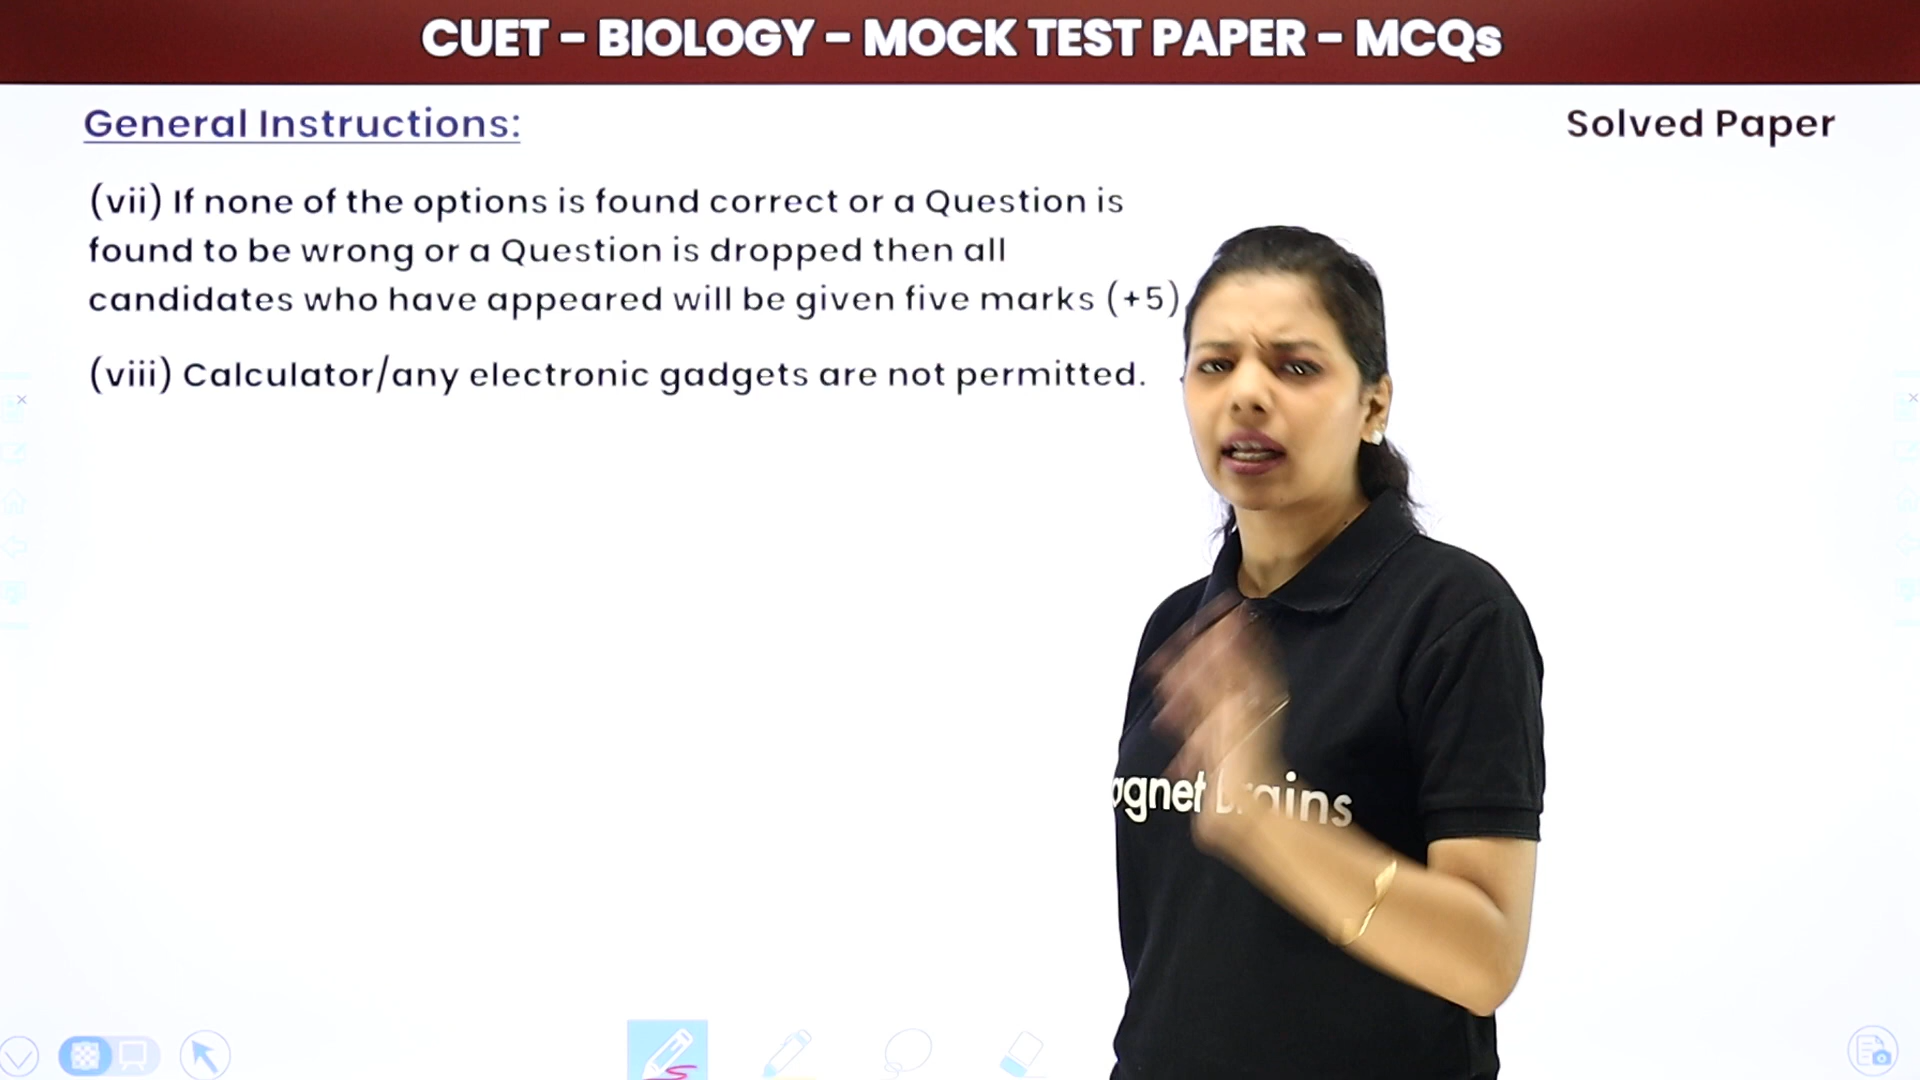 CUET - BIOLOGY - MOCK TEST PAPER - MCQs
General Instructions:
Solved Paper
(vii) If none of the options is found correct or a Question is
found to be wrong or a Question is dropped then all
candidates who have appeared will be given five marks (+5)
(viii) Calculator/any electronic gadgets are not permitted.